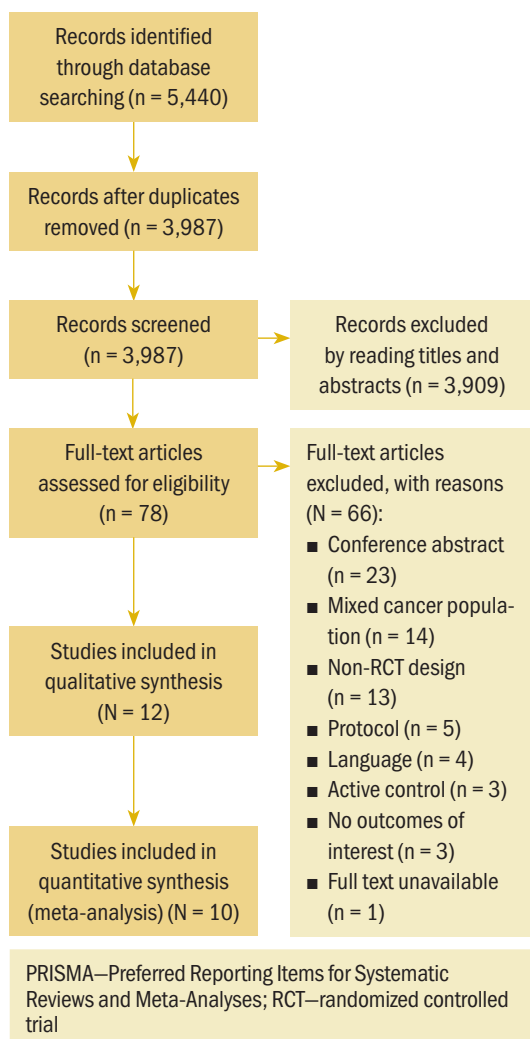 Records identified
through database
searching (n = 5,440)
Records after duplicates
removed (n = 3,987)
Records screened
(n = 3,987)
Records excluded
by reading titles and
abstracts (n = 3,909)
Full-text articles
assessed for eligibility
(n = 78)
Full-text articles
excluded, with reasons
(N = 66):
■ Conference abstract
(n = 23)
■ Mixed cancer popula-
tion (n = 14)
■ Non-RCT design
(n = 13)
■ Protocol (n = 5)
■ Language (n = 4)
■ Active control (n = 3)
■ No outcomes of
interest (n = 3)
■ Full text unavailable
(n = 1)
Studies included in
qualitative synthesis
(N = 12)
Studies included in
quantitative synthesis
(meta-analysis) (N = 10)
PRISMA—Preferred Reporting Items for Systematic
Reviews and Meta-Analyses; RCT—randomized controlled
trial